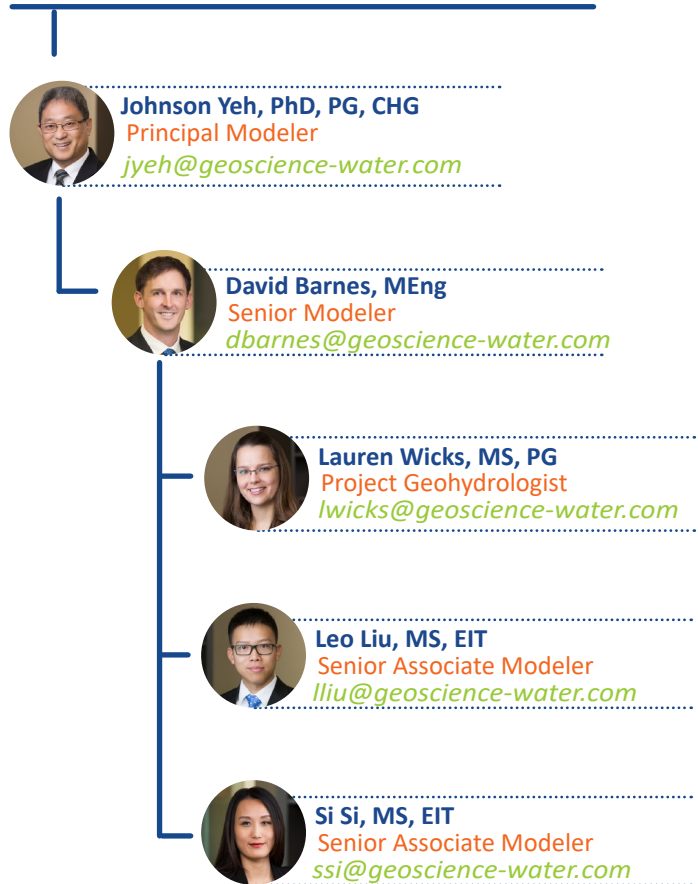 Johnson Yeh, PhD, PG, CHG
Principal Modeler
jyeh@geoscience-water.com
David Barnes, MEng
Senior Modeler
dbarnes@geoscience-water.com
Lauren Wicks, MS, PG
Project Geohydrologist
lwicks@geoscience-water.com
Leo Liu, MS, EIT
Senior Associate Modeler
lliu@geoscience-water.com
Si Si, MS, EIT
Senior Associate Modeler
ssi@geoscience-water.com